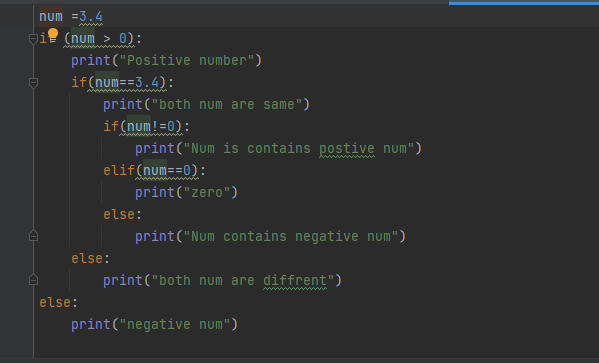 num =3.4
if (num > 0):
    print("Positive number")
    if(num==3.4):
        print("both num are same")
        if(num!=0):
            print("Num is contains postive num")
        elif(num==0):
            print("zero")
        else:
            print("Num contains negative num")
    else:
        print("both num are diffrent")
else:
    print("negative num")